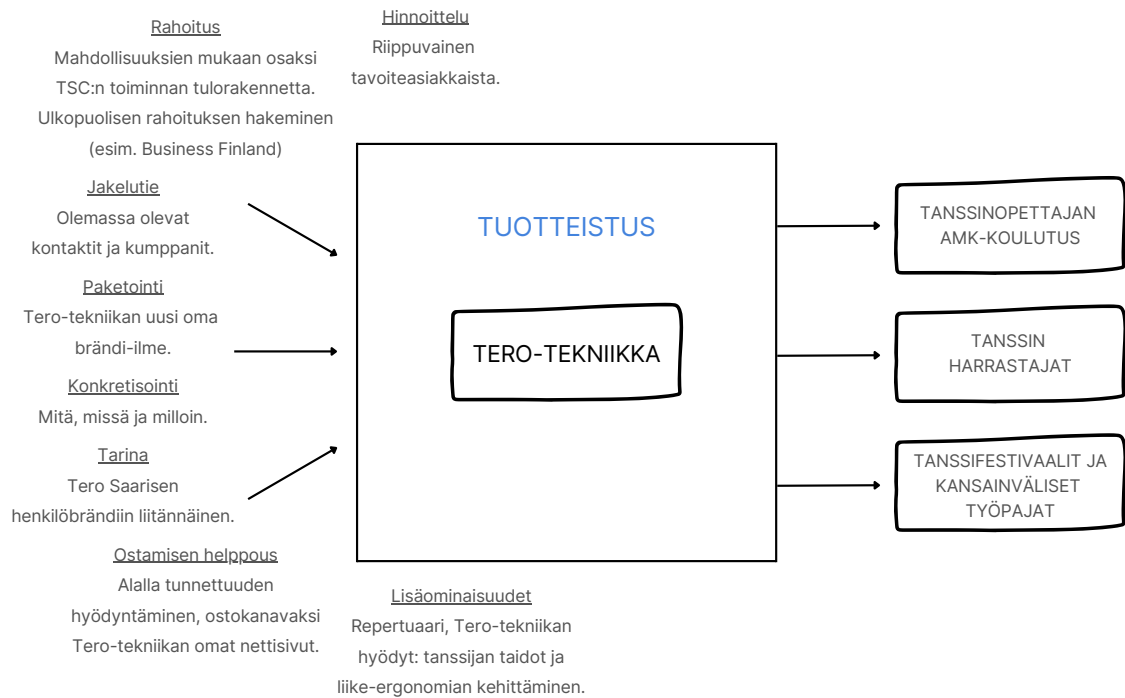 Rahoitus
Mahdollisuuksien mukaan osaksi
TSC:n toiminnan tulorakennetta.
Ulkopuolisen rahoituksen hakeminen
(esim. Business Finland)
Hinnoittelu
Riippuvainen
tavoiteasiakkaista.
Jakelutie
Olemassa olevat
kontaktit ja kumppanit.
Paketointi
Tero-tekniikan uusi oma
brändi-ilme.
Konkretisointi
Mitä, missä ja milloin.
Tarina
Tero Saarisen
henkilöbrändiin liitännäinen.
Ostamisen helppous
Alalla tunnettuuden
hyödyntäminen, ostokanavaksi
Tero-tekniikan omat nettisivut.
TUOTTEISTUS
TERO-TEKNIIKKA
Lisäominaisuudet
Repertuaari, Tero-tekniikan
hyödyt: tanssijan taidot ja
liike-ergonomian kehittäminen.
TANSSINOPETTAJAN
AMK-KOULUTUS
TANSSIN
HARRASTAJAT
TANSSIFESTIVAALIT JA
KANSAINVÄLISET
TYÖPAJAT